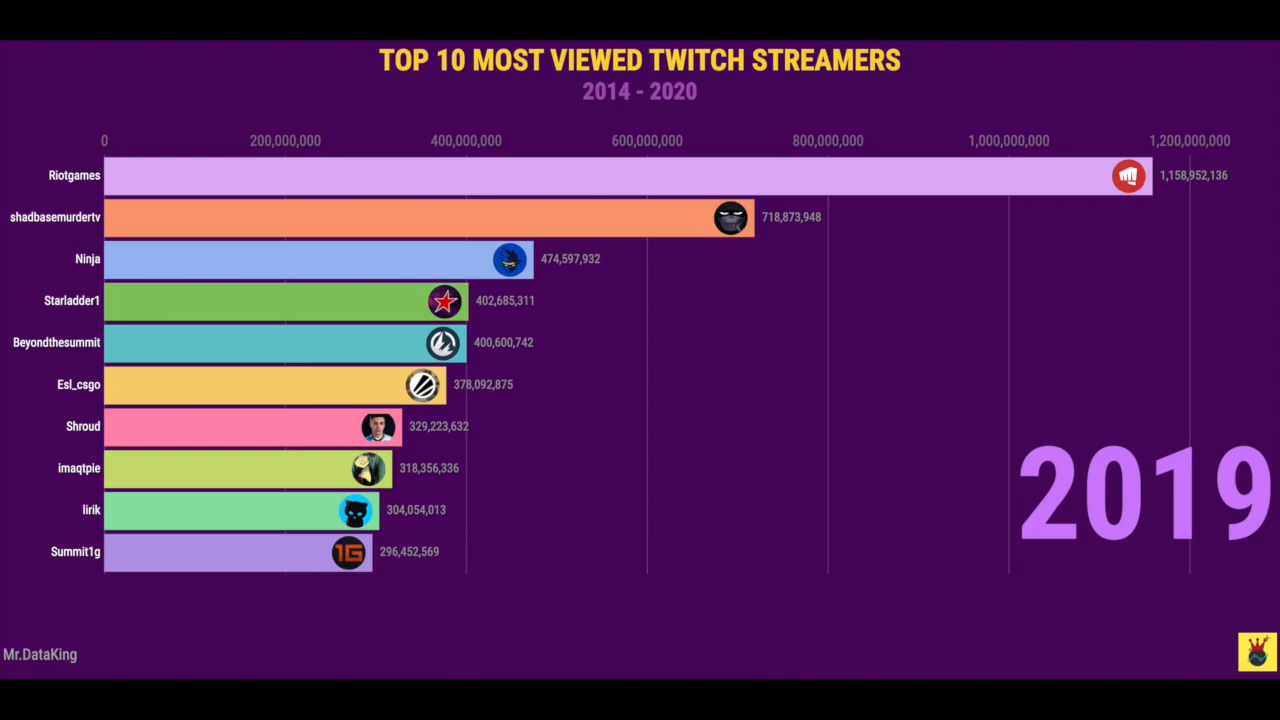 TOP 10 MOST VIEWED TWITCH STREAMERS
2014 - 2020
0 200,000,000 400,000,000 600,000,000 800,000,000 1,000,000,000 1,200,000,000
Riotgames 1,158,952,136
shadbasemurdertv 718,873,948
Ninja 474,597,932
Starladder1 402,685,311
Beyondthesummit 400,600,742
Esl_csgo 378,092,875
Shroud 329,223,632
imaqtpie 318,356,336
lirik 304,054,013
Summit1g 1G 296,452,569
2019
Mr.DataKing